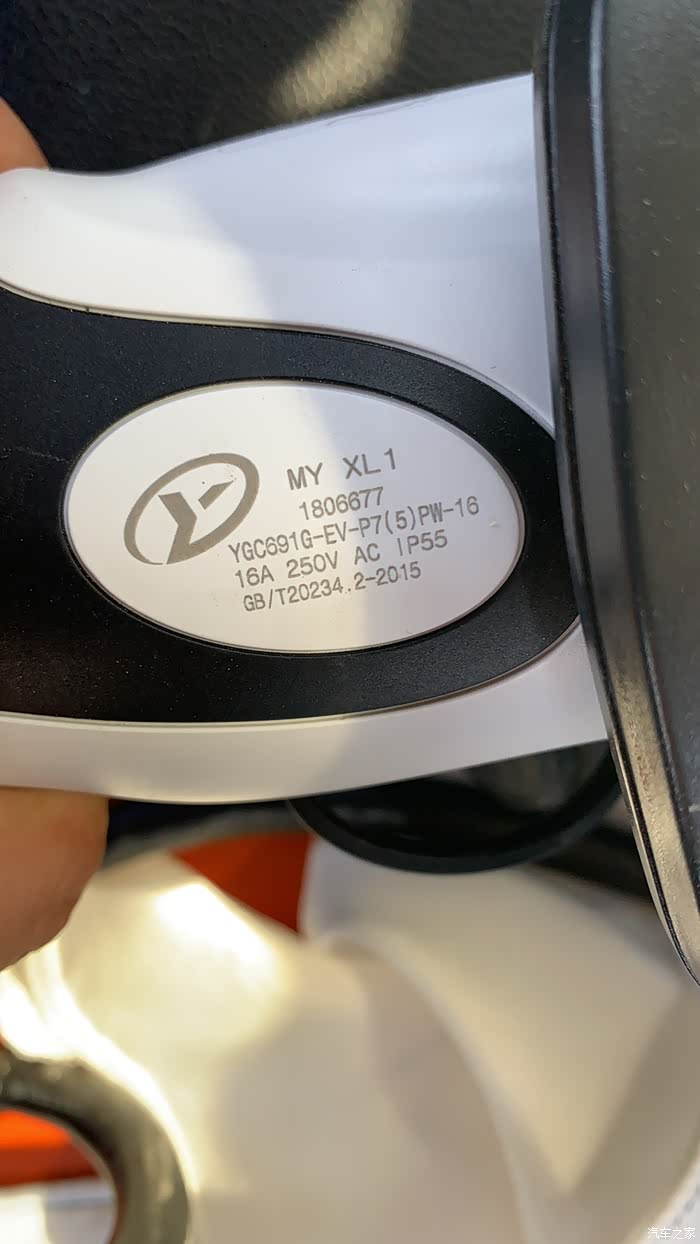 MY XL1
1806677
YGC691G-EV-P7(5)PW-16
16A 250V AC IP55
GB/T20234.2-2015
汽车之家